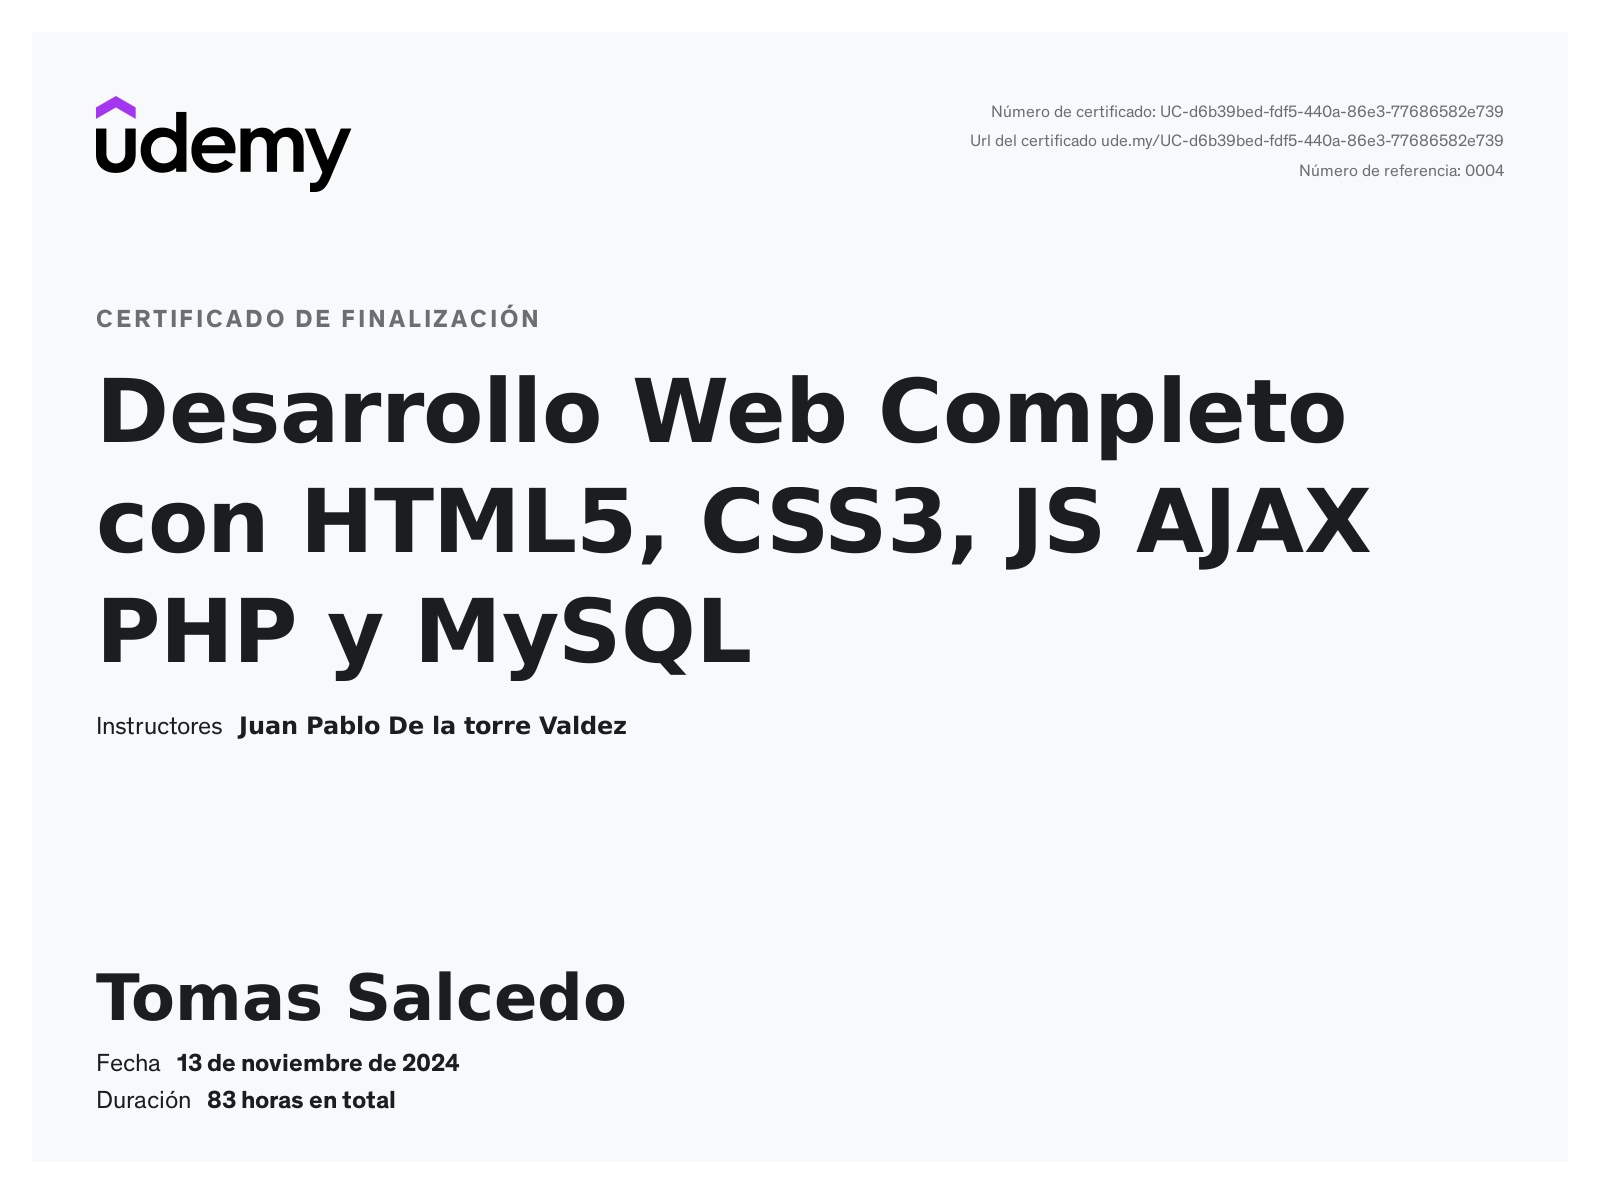 udemy
Número de certificado: UC-d6b39bed-fdf5-440a-86e3-77686582e739
Url del certificado ude.my/UC-d6b39bed-fdf5-440a-86e3-77686582e739
Número de referencia: 0004
CERTIFICADO DE FINALIZACIÓN
Desarrollo Web Completo
con HTML5, CSS3, JS AJAX
PHP y MySQL
Instructores Juan Pablo De la torre Valdez
Tomas Salcedo
Fecha 13 de noviembre de 2024
Duración 83 horas en total